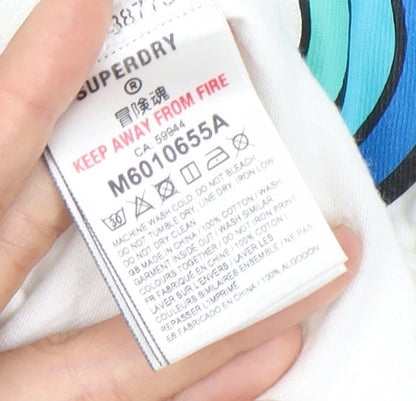 SUPERDRY
®
冒険魂
KEEP AWAY FROM FIRE
CA: 59944
M6010655A
30
MACHINE WASH COLD / DO NOT BLEACH
DO NOT TUMBLE DRY / LINE DRY / IRON LOW
DO NOT DRY CLEAN
GB MADE IN CHINA / 100% COTTON / WASH
GARMENT INSIDE OUT / WASH SIMILAR
COLOURS TOGETHER / DO NOT IRON PRINT
FR FABRIQUÉ EN CHINE / 100% COTON /
LAVER SUR L'ENVERS / LAVER LES
COULEURS SIMILAIRES ENSEMBLE / NE PAS
REPASSER L'IMPRIMÉ
ES FABRICADO EN CHINA / 100% ALGODÓN